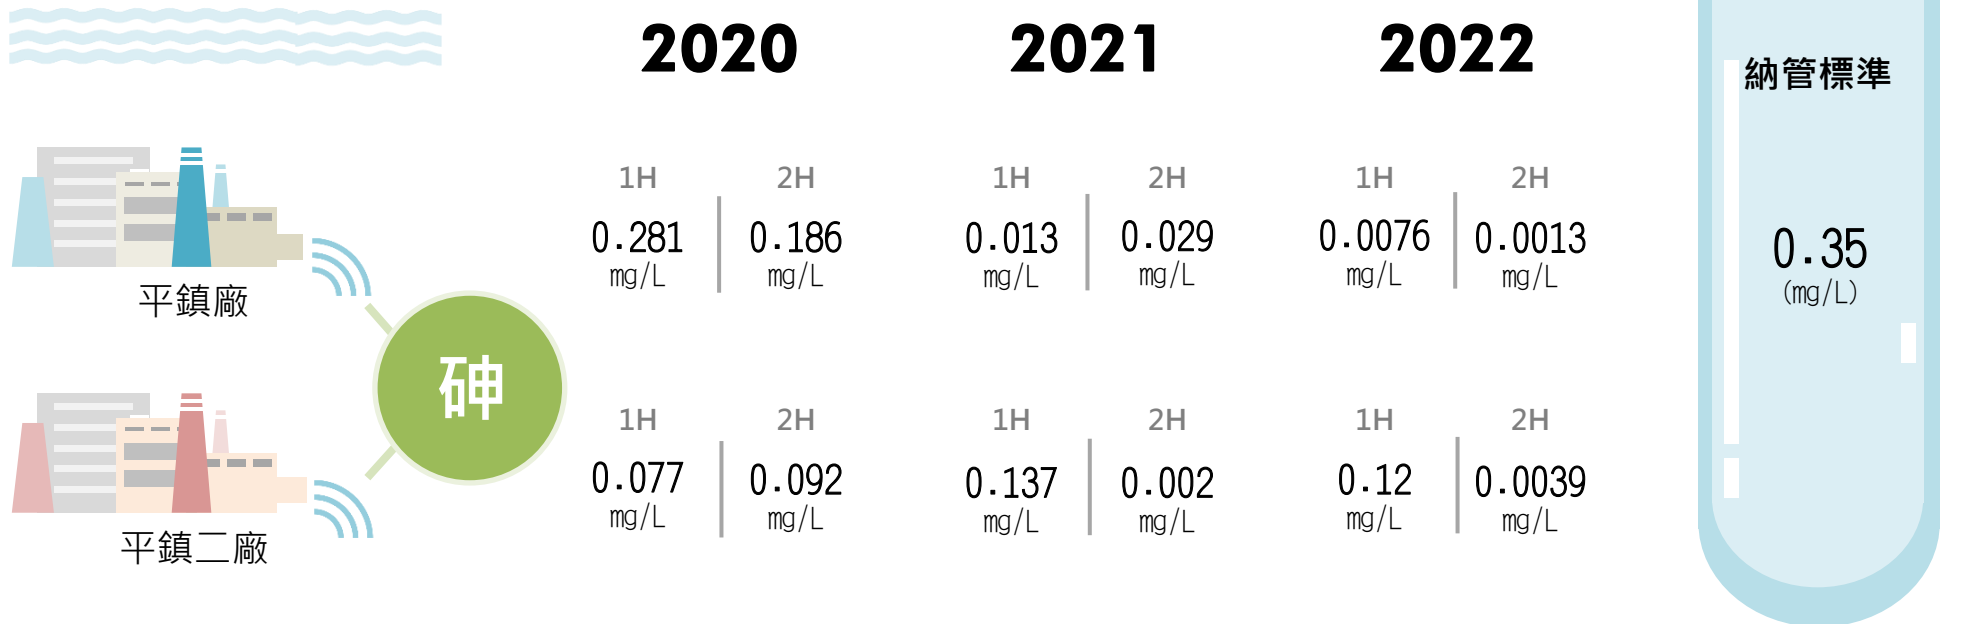 2020
2021
2022
納管標準
1H
2H
1H
2H
1H
2H
0.281
0.186
0.013
0.029
0.0076
0.0013
0.35
mg/L
mg/L
mg/L
mg/L
mg/L
mg/L
(mg/L)
平鎮廠
砷
1H
2H
1H
2H
1H
2H
0.077
0.092
0.137
0.002
0.12
0.0039
mg/L
mg/L
mg/L
mg/L
mg/L
mg/L
平鎮二廠